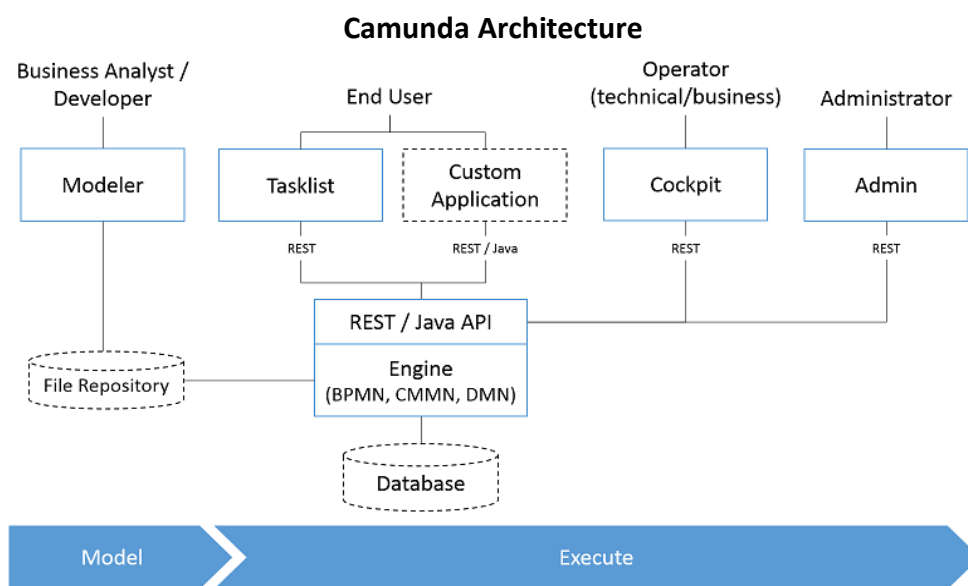 Camunda Architecture
Business Analyst /
Developer
End User
Operator
(technical/business)
Administrator
Modeler
Tasklist
Custom
Application
Cockpit
Admin
REST
REST / Java
REST
REST
REST / Java API
Engine
(BPMN, CMMN, DMN)
File Repository
Database
Model
Execute